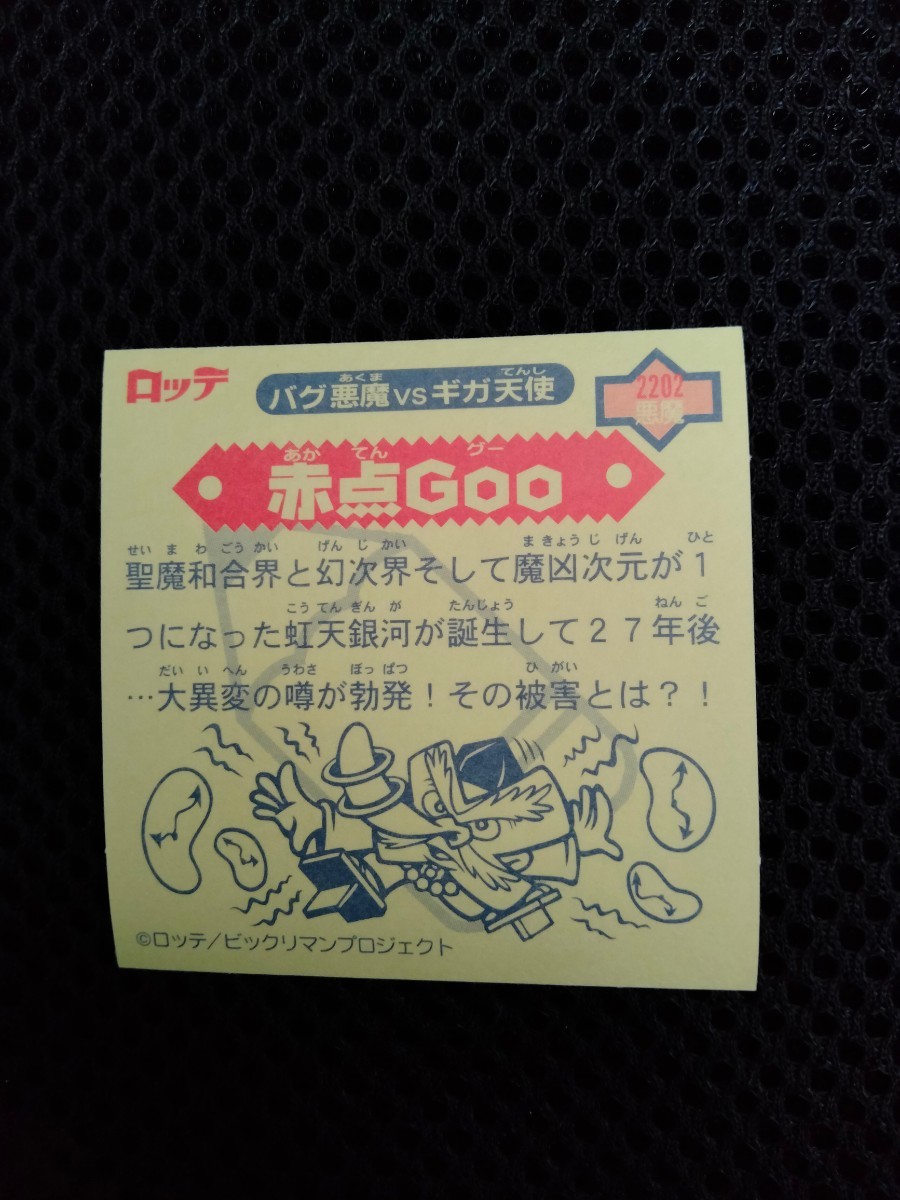 ロッテ
あくま てんし
バグ悪魔VSギガ天使
2202
悪魔
あか てん グー
赤点Goo
せい ま わ ごう かい げん じ かい ま きょう じ げん ひと
聖魔和合界と幻次界そして魔凶次元が1
こう てん ぎん が たんじょう ねん ご
つになった虹天銀河が誕生して27年後
だい い へん うわさ ぼっ ぱつ ひ がい
…大異変の噂が勃発!その被害とは?!
©ロッテ/ビックリマンプロジェクト